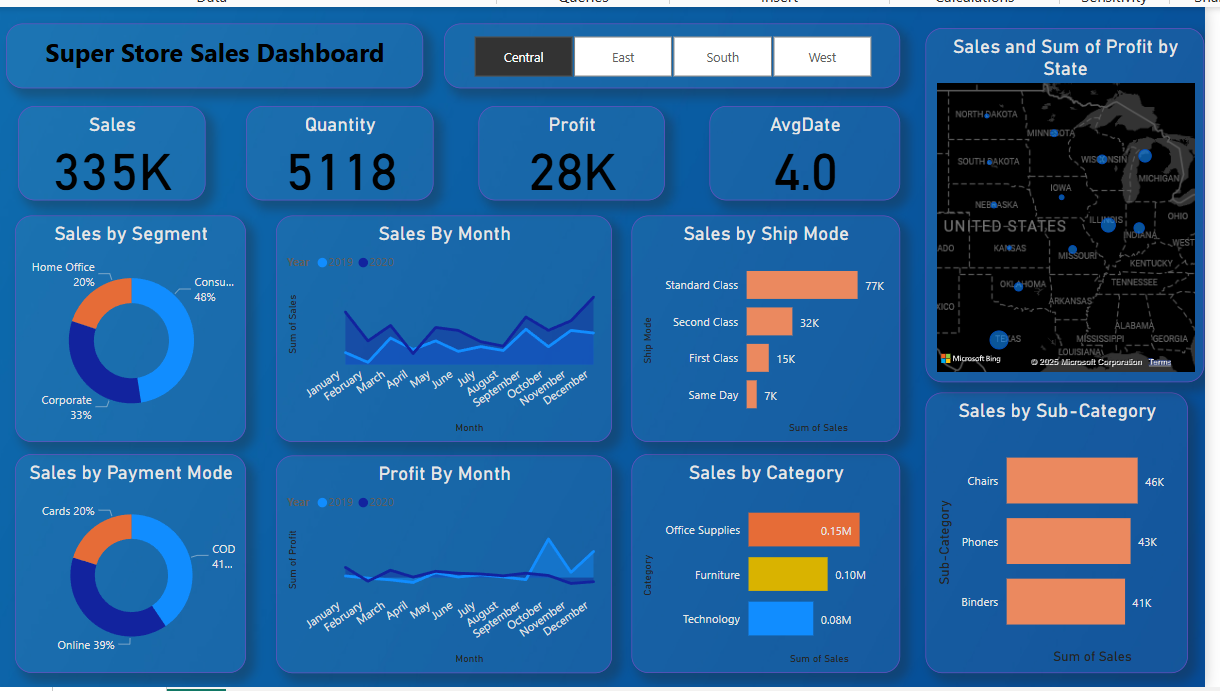 Data
Queries
Insert
Calculations
Sensitivity
Super Store Sales Dashboard
Central
East
South
West
Sales
335K
Quantity
5118
Profit
28K
AvgDate
4.0
Sales and Sum of Profit by
State
NORTH DAKOTA
MINNESOTA
SOUTH DAKOTA
WISCONSIN
MICHIGAN
IOWA
NEBRASKA
ILLINOIS
OHIO
UNITED STATES
INDIANA
ADO
KANSAS
WEST
MISSOURI
KENTUCKY
OKLAHOMA
TENNESSEE
XICO
ARKANSAS
ALABAMA
TEXAS
MISSISSIPPI
GEORGIA
LOUISIANA
Microsoft Bing
© 2025 Microsoft Corporation
Terms
Sales by Segment
Home Office
20%
Consu...
48%
Corporate
33%
Sales By Month
Year
2019
2020
Sum of Sales
January
February
March
April
May
June
July
August
September
October
November
December
Month
Sales by Ship Mode
Ship Mode
Standard Class
77K
Second Class
32K
First Class
15K
Same Day
7K
Sum of Sales
Sales by Payment Mode
Cards 20%
COD
41...
Online 39%
Profit By Month
Year
2019
2020
Sum of Profit
January
February
March
April
May
June
July
August
September
October
November
December
Month
Sales by Category
Category
Office Supplies
0.15M
Furniture
0.10M
Technology
0.08M
Sum of Sales
Sales by Sub-Category
Sub-Category
Chairs
46K
Phones
43K
Binders
41K
Sum of Sales